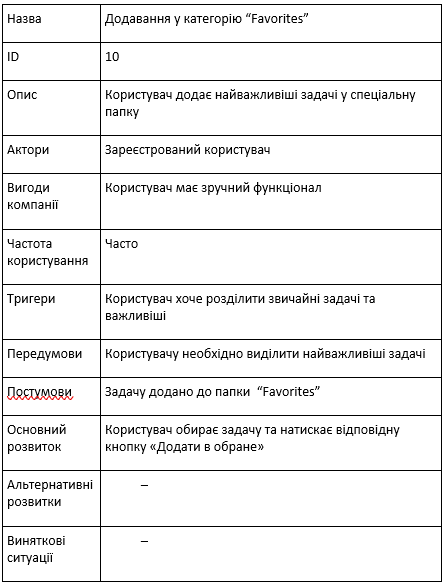 Назва
Додавання у категорію “Favorites”
ID
10
Опис
Користувач додає найважливіші задачі у спеціальну
папку
Актори
Зареєстрований користувач
Вигоди
компанії
Користувач має зручний функціонал
Частота
користування
Часто
Тригери
Користувач хоче розділити звичайні задачі та
важливіші
Передумови
Користувачу необхідно виділити найважливіші задачі
Постумови
Задачу додано до папки  “Favorites”
Основний
розвиток
Користувач обирає задачу та натискає відповідну
кнопку «Додати в обране»
Альтернативні
розвитки
–
Виняткові
ситуації
–